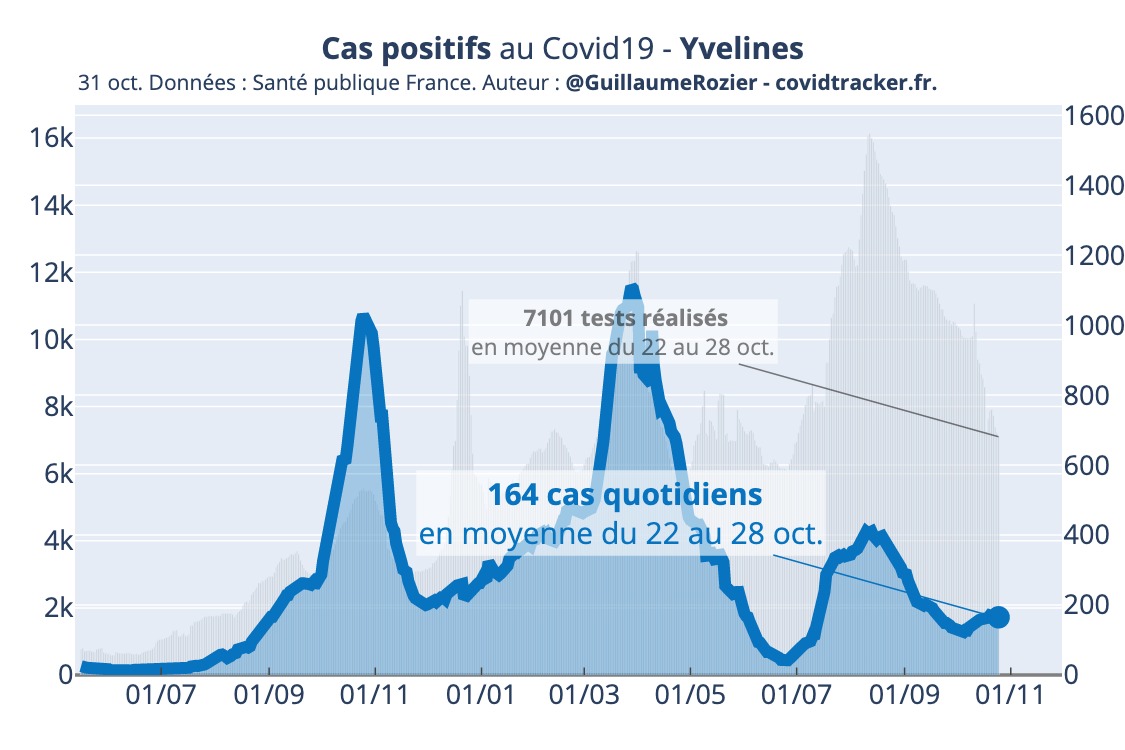 Cas positifs au Covid19 - Yvelines
31 oct. Données : Santé publique France. Auteur : @GuillaumeRozier - covidtracker.fr.
16k
14k
12k
10k
8k
6k
4k
2k
0
1600
1400
1200
1000
800
600
400
200
0
7101 tests réalisés
en moyenne du 22 au 28 oct.
164 cas quotidiens
en moyenne du 22 au 28 oct.
01/07 01/09 01/11 01/01 01/03 01/05 01/07 01/09 01/11